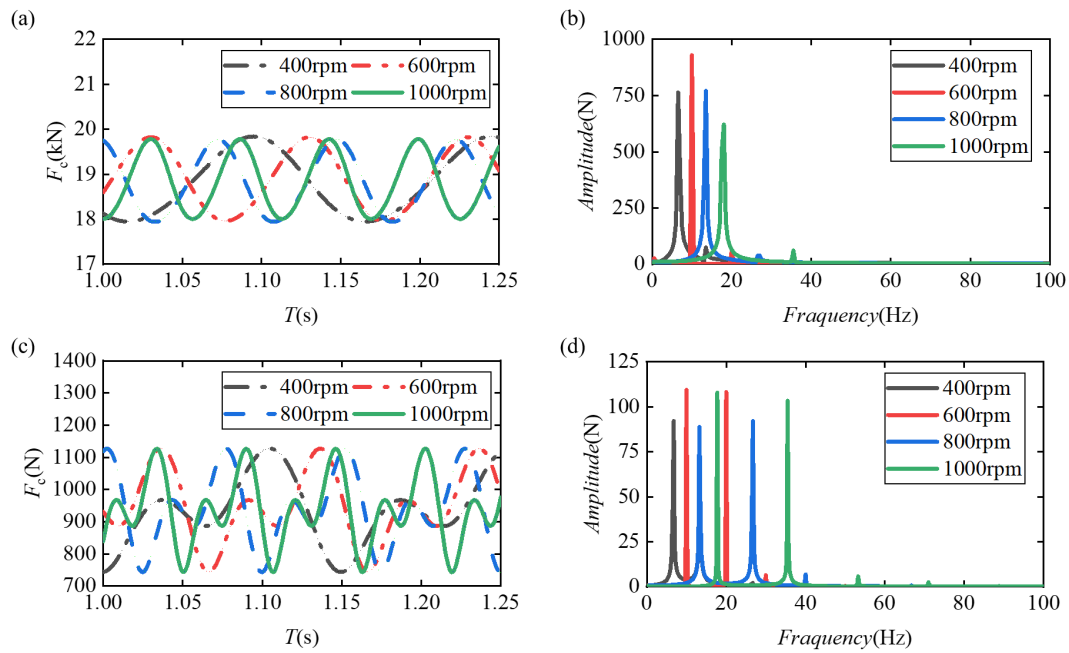 (a)
22
21
20
19
18
17
F_c(kN)
400rpm 600rpm
800rpm 1000rpm
1.00 1.05 1.10 1.15 1.20 1.25
T(s)
(b)
1000
750
500
250
0
Amplitude(N)
400rpm
600rpm
800rpm
1000rpm
0 20 40 60 80 100
Fraquency(Hz)
(c)
1400
1300
1200
1100
1000
900
800
700
F_c(N)
400rpm 600rpm
800rpm 1000rpm
1.00 1.05 1.10 1.15 1.20 1.25
T(s)
(d)
125
100
75
50
25
0
Amplitude(N)
400rpm
600rpm
800rpm
1000rpm
0 20 40 60 80 100
Fraquency(Hz)